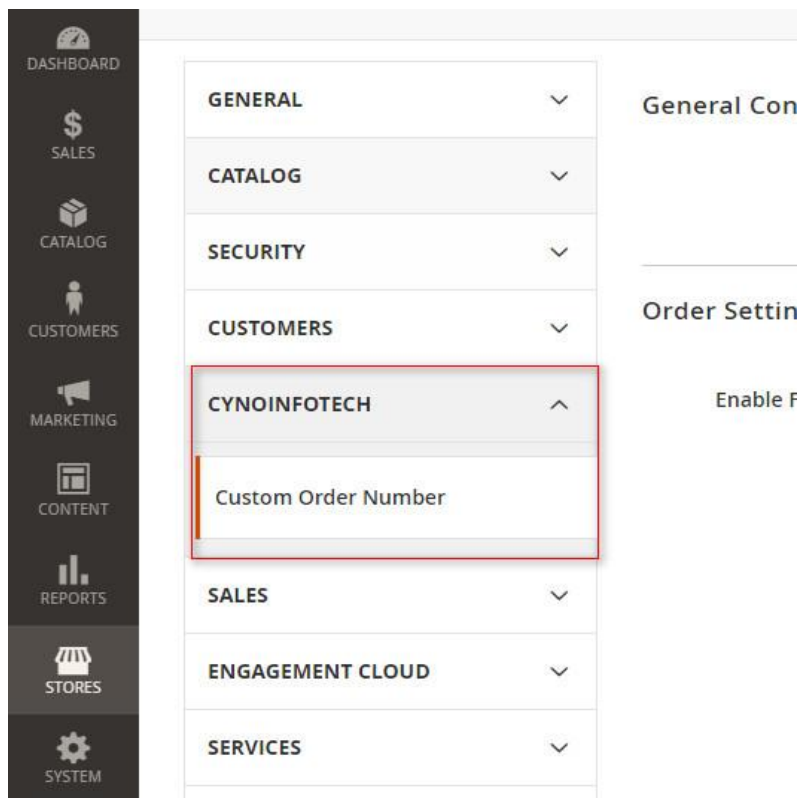 DASHBOARD
SALES
CATALOG
CUSTOMERS
MARKETING
CONTENT
REPORTS
STORES
SYSTEM
GENERAL
CATALOG
SECURITY
CUSTOMERS
CYNOINFOTECH
Custom Order Number
SALES
ENGAGEMENT CLOUD
SERVICES
General Con
Order Settin
Enable F